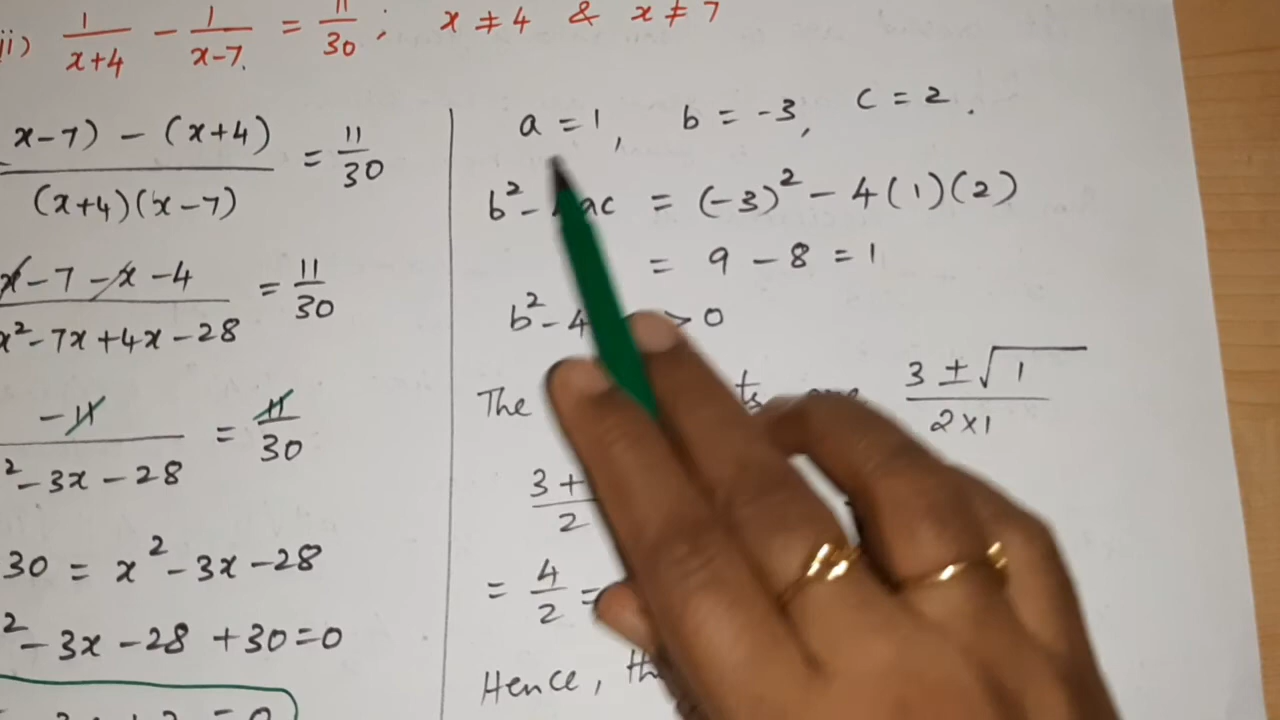 ii) 1/(x+4) - 1/(x-7) = 11/30 ; x ≠ 4 & x ≠ 7
x-7) - (x+4) / (x+4)(x-7) = 11/30
x-7-x-4 / x²-7x+4x-28 = 11/30
-11 / ²-3x-28 = 11/30
30 = x²-3x-28
²-3x-28+30=0
= 0
a = 1, b = -3, c = 2.
b² - ac = (-3)² - 4(1)(2)
= 9 - 8 = 1
b² - 4 > 0
The ts are 3 ± √1 / 2×1
3 + / 2
= 4/2 =
Hence, th